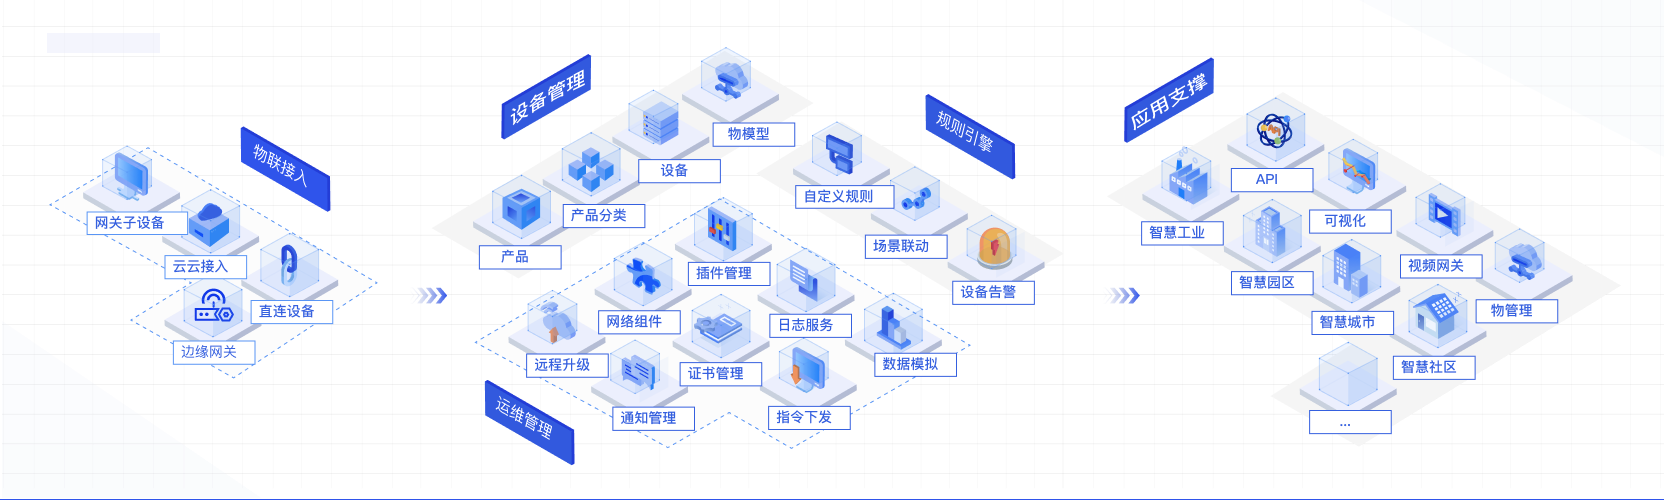 物联接入
网关子设备
云云接入
直连设备
边缘网关
设备管理
物模型
设备
产品分类
产品
规则引擎
自定义规则
场景联动
设备告警
运维管理
插件管理
网络组件
日志服务
远程升级
证书管理
数据模拟
通知管理
指令下发
应用支撑
API
智慧工业
可视化
视频网关
智慧园区
物管理
智慧城市
智慧社区
...